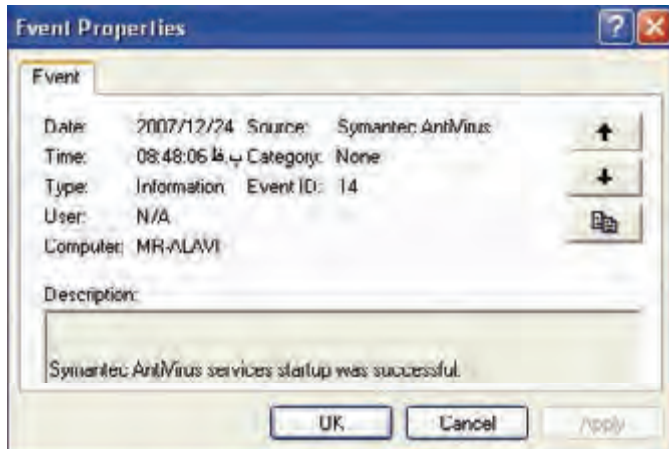 Event Properties
Event
Date: 2007/12/24 Source: Symantec AntiVirus
Time: 08:48:06 ب.ظ Category: None
Type: Information Event ID: 14
User: N/A
Computer: MR-ALAVI
Description:
Symantec AntiVirus services startup was successful.
OK Cancel Apply